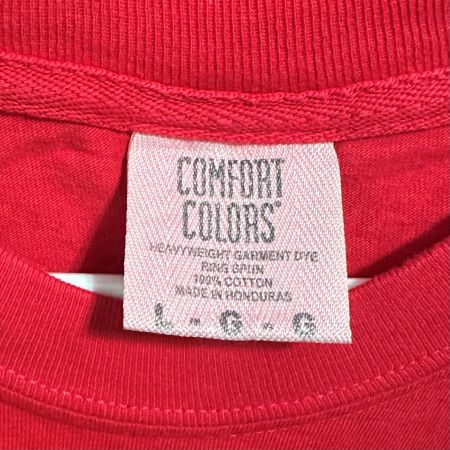 COMFORT
COLORS®
HEAVYWEIGHT GARMENT DYE
RING SPUN
100% COTTON
MADE IN HONDURAS
L - G - G